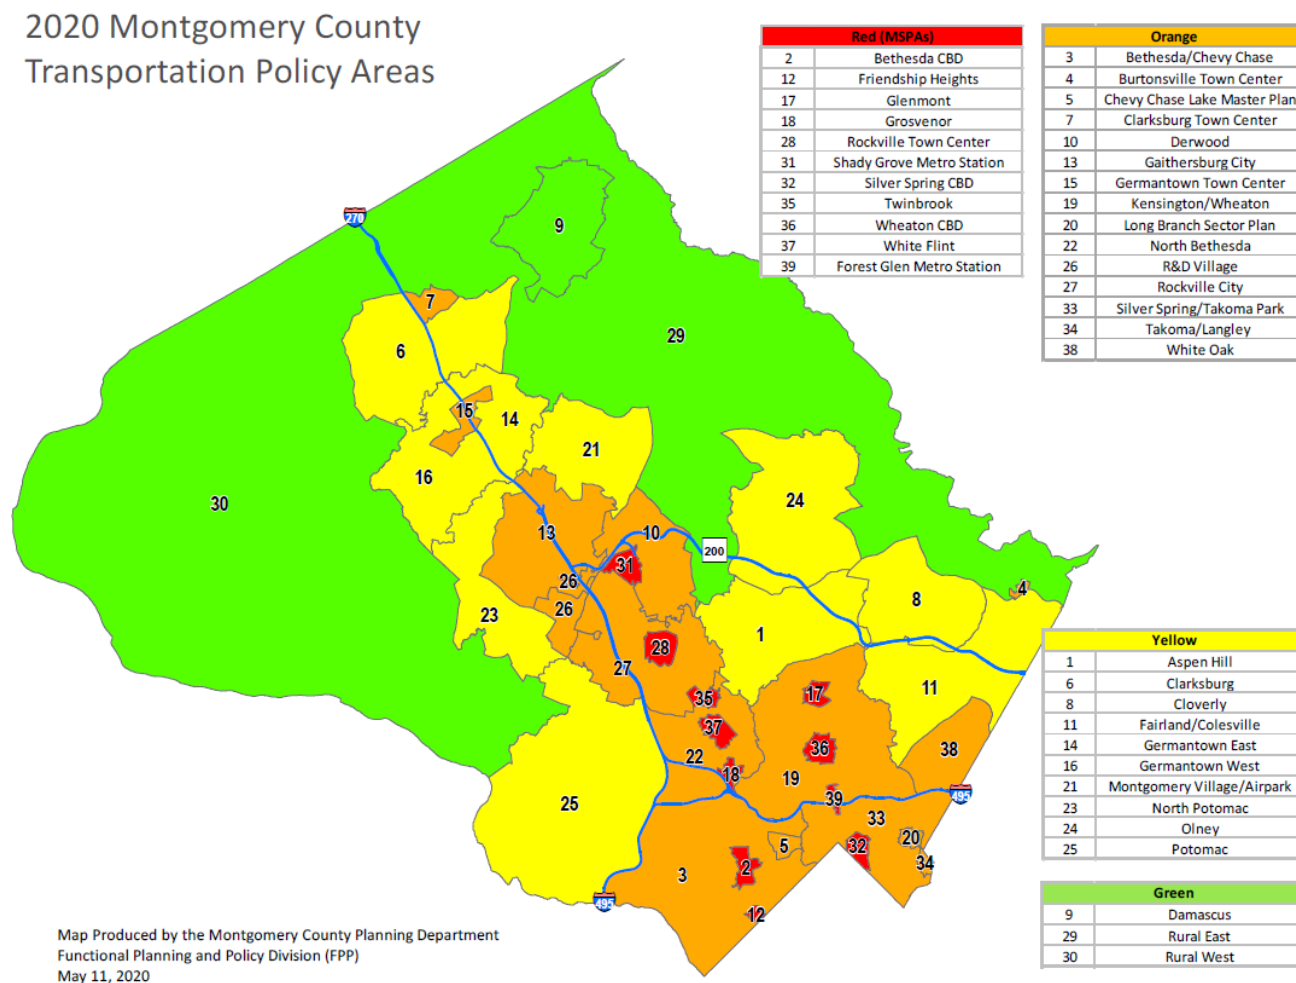 2020 Montgomery County
Transportation Policy Areas
Red (MSPAs)
2 Bethesda CBD
12 Friendship Heights
17 Glenmont
18 Grosvenor
28 Rockville Town Center
31 Shady Grove Metro Station
32 Silver Spring CBD
35 Twinbrook
36 Wheaton CBD
37 White Flint
39 Forest Glen Metro Station
Orange
3 Bethesda/Chevy Chase
4 Burtonsville Town Center
5 Chevy Chase Lake Master Plan
7 Clarksburg Town Center
10 Derwood
13 Gaithersburg City
15 Germantown Town Center
19 Kensington/Wheaton
20 Long Branch Sector Plan
22 North Bethesda
26 R&D Village
27 Rockville City
33 Silver Spring/Takoma Park
34 Takoma/Langley
38 White Oak
270
9
7
29
6
15
14
21
16
30
24
13
10
200
31
26
4
8
26
23
1
28
27
11
35
17
37
36
38
22
18
19
39
495
25
33
20
5
32
34
3
2
495
12
Yellow
1 Aspen Hill
6 Clarksburg
8 Cloverly
11 Fairland/Colesville
14 Germantown East
16 Germantown West
21 Montgomery Village/Airpark
23 North Potomac
24 Olney
25 Potomac
Green
9 Damascus
29 Rural East
30 Rural West
Map Produced by the Montgomery County Planning Department
Functional Planning and Policy Division (FPP)
May 11, 2020